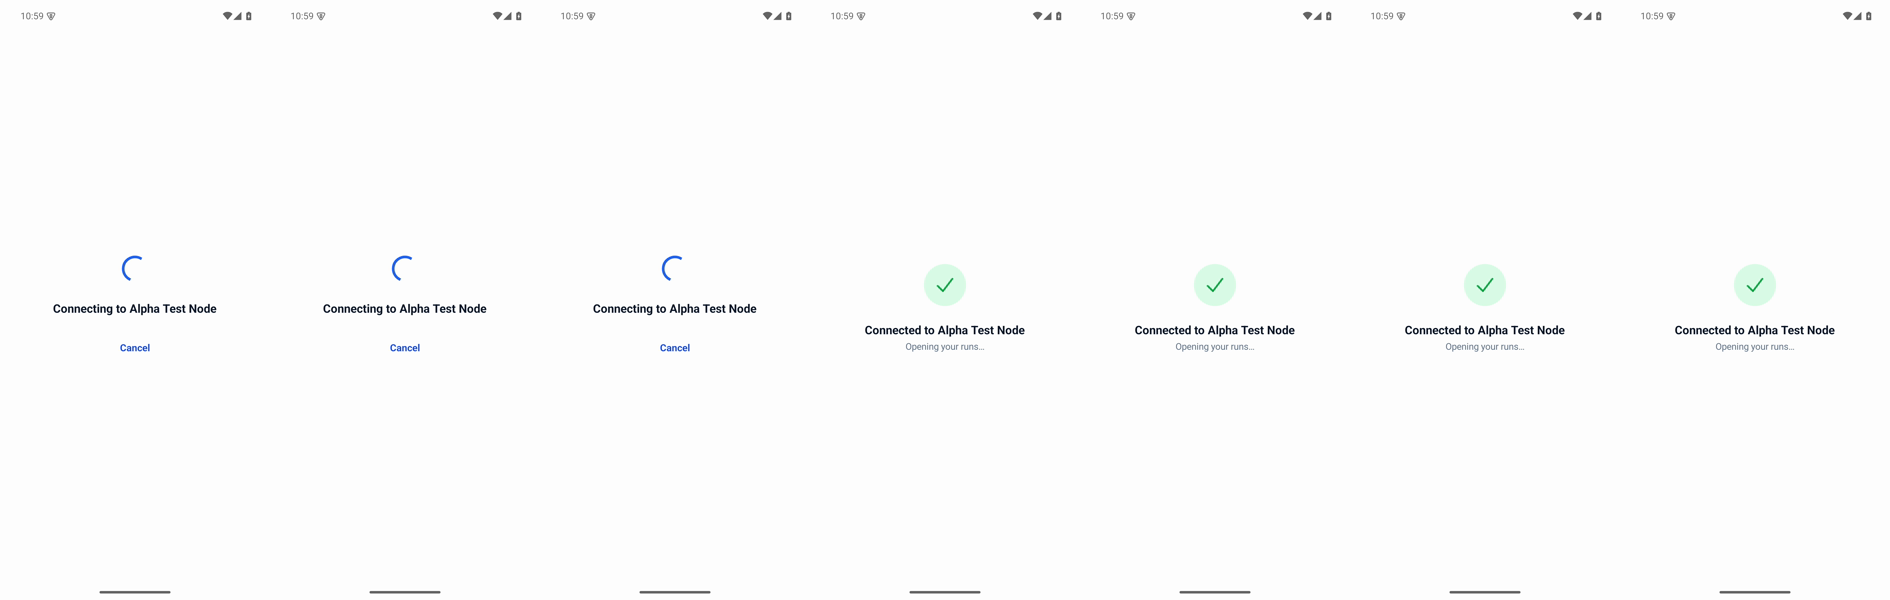 10:59
Connecting to Alpha Test Node
Cancel
10:59
Connecting to Alpha Test Node
Cancel
10:59
Connecting to Alpha Test Node
Cancel
10:59
Connected to Alpha Test Node
Opening your runs...
10:59
Connected to Alpha Test Node
Opening your runs...
10:59
Connected to Alpha Test Node
Opening your runs...
10:59
Connected to Alpha Test Node
Opening your runs...